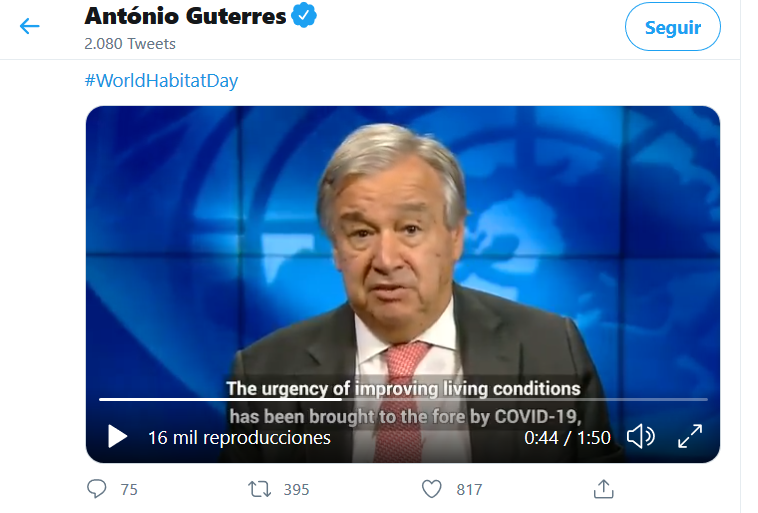 António Guterres
2.080 Tweets
Seguir
#WorldHabitatDay
The urgency of improving living conditions
has been brought to the fore by COVID-19,
16 mil reproducciones
0:44 / 1:50
75
395
817